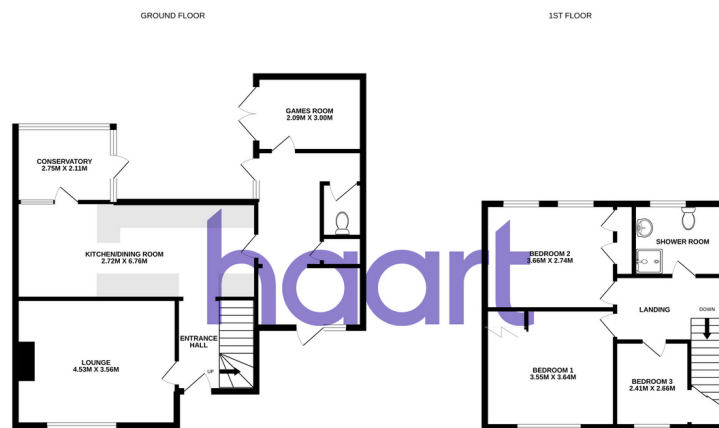 GROUND FLOOR
1ST FLOOR
GAMES ROOM
2.09M X 3.00M
CONSERVATORY
2.75M X 2.11M
KITCHEN/DINING ROOM
2.72M X 6.76M
haart
ENTRANCE
HALL
UP
LOUNGE
4.53M X 3.56M
BEDROOM 2
3.66M X 2.74M
SHOWER ROOM
LANDING
DOWN
BEDROOM 1
3.55M X 3.64M
BEDROOM 3
2.41M X 2.66M